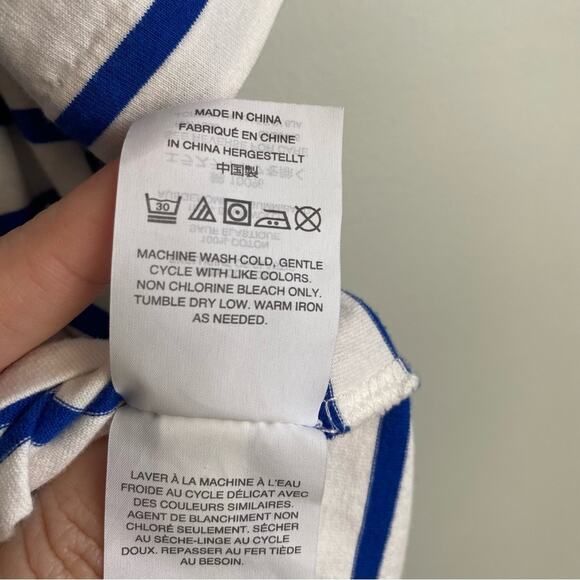 MADE IN CHINA
FABRIQUÉ EN CHINE
IN CHINA HERGESTELLT
中国製
30
MACHINE WASH COLD, GENTLE
CYCLE WITH LIKE COLORS.
NON CHLORINE BLEACH ONLY.
TUMBLE DRY LOW. WARM IRON
AS NEEDED.
LAVER À LA MACHINE À L'EAU
FROIDE AU CYCLE DÉLICAT AVEC
DES COULEURS SIMILAIRES.
AGENT DE BLANCHIMENT NON
CHLORÉ SEULEMENT. SÉCHER
AU SÈCHE-LINGE AU CYCLE
DOUX. REPASSER AU FER TIÈDE
AU BESOIN.